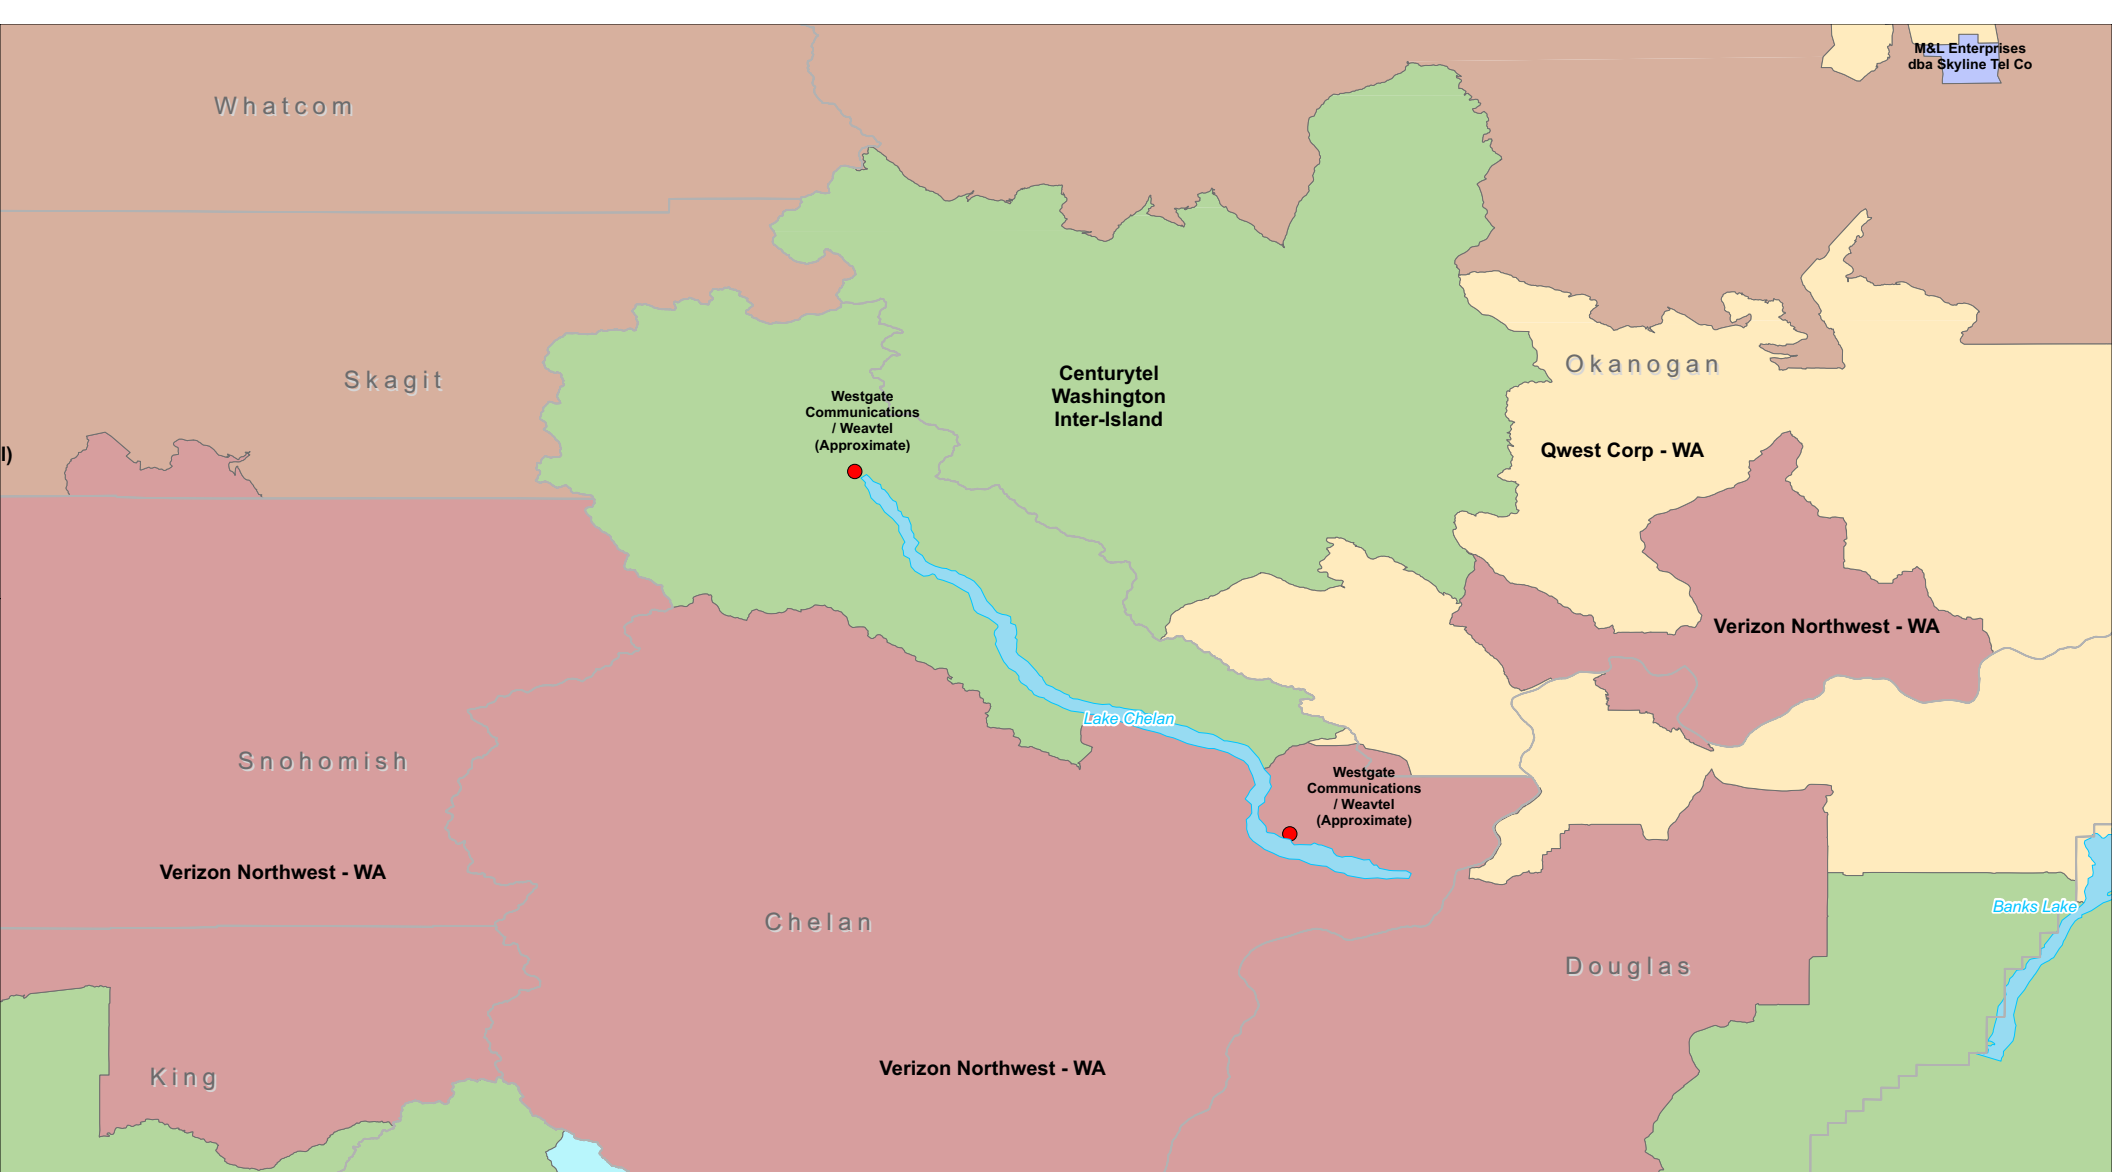 M&L Enterprises
dba Skyline Tel Co
Whatcom
Skagit
Okanogan
Centurytel
Washington
Inter-Island
Westgate
Communications
/ Weavtel
(Approximate)
l)
Qwest Corp - WA
Verizon Northwest - WA
Lake Chelan
Snohomish
Westgate
Communications
/ Weavtel
(Approximate)
Verizon Northwest - WA
Chelan
Banks Lake
Douglas
Verizon Northwest - WA
King